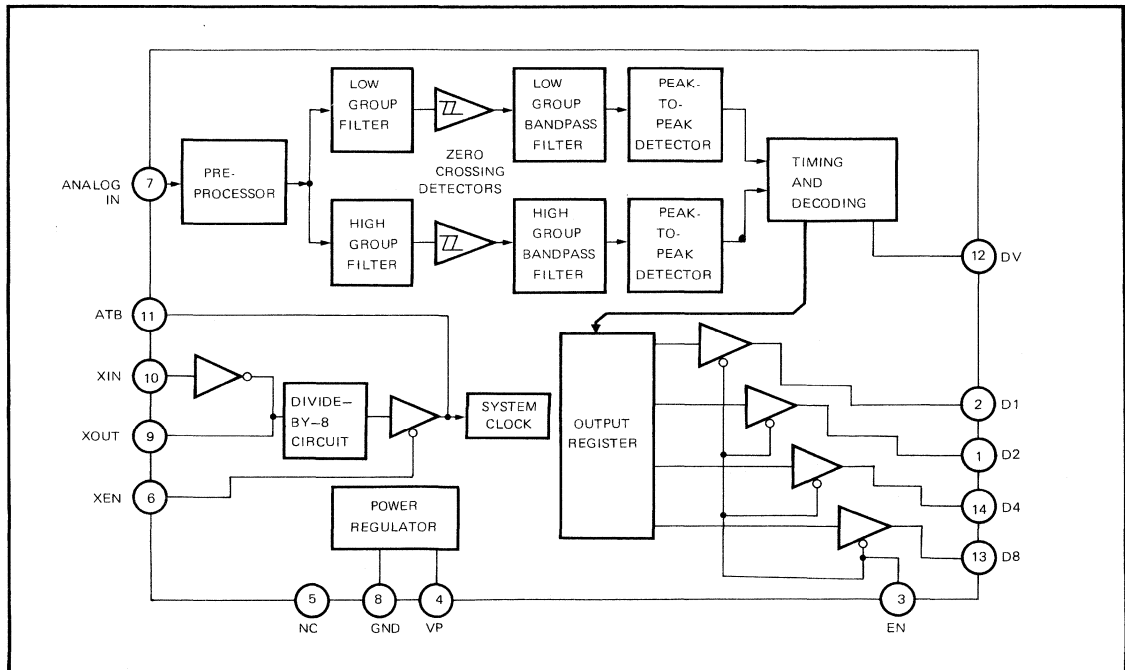 LOW
GROUP
FILTER
LOW
GROUP
BANDPASS
FILTER
PEAK-
TO-
PEAK
DETECTOR
ZERO
CROSSING
DETECTORS
TIMING
AND
DECODING
PRE-
PROCESSOR
ANALOG
IN
7
HIGH
GROUP
FILTER
HIGH
GROUP
BANDPASS
FILTER
PEAK-
TO-
PEAK
DETECTOR
12 DV
ATB 11
XIN 10
XOUT 9
XEN 6
DIVIDE-
BY-8
CIRCUIT
SYSTEM
CLOCK
OUTPUT
REGISTER
2 D1
1 D2
14 D4
13 D8
POWER
REGULATOR
5
NC
8
GND
4
VP
3
EN